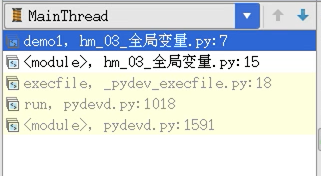 MainThread
demo1, hm_03_全局变量.py:7
<module>, hm_03_全局变量.py:15
execfile, _pydev_execfile.py:18
run, pydevd.py:1018
<module>, pydevd.py:1591